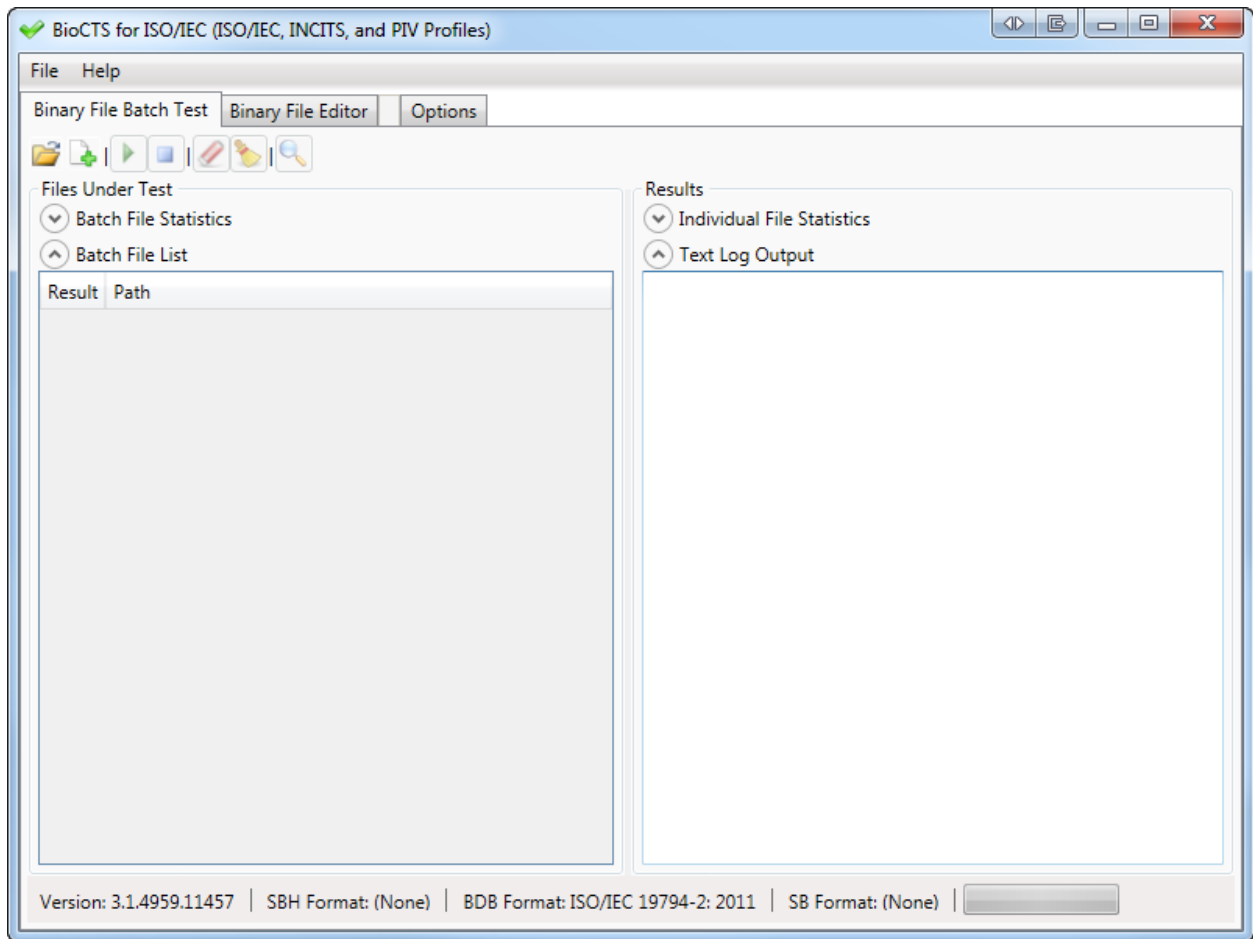 BioCTS for ISO/IEC (ISO/IEC, INCITS, and PIV Profiles)
File Help
Binary File Batch Test Binary File Editor Options
Files Under Test
Batch File Statistics
Batch File List
Result Path
Results
Individual File Statistics
Text Log Output
Version: 3.1.4959.11457 | SBH Format: (None) | BDB Format: ISO/IEC 19794-2: 2011 | SB Format: (None) |